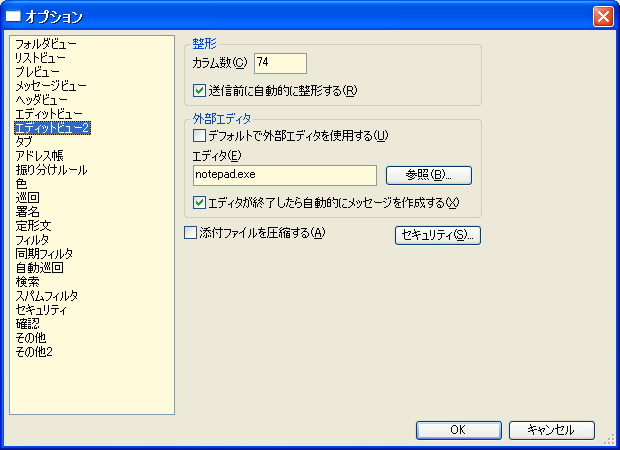 オプション
フォルダビュー
リストビュー
プレビュー
メッセージビュー
ヘッダビュー
エディットビュー
エディットビュー2
タブ
アドレス帳
振り分けルール
色
巡回
署名
定形文
フィルタ
同期フィルタ
自動巡回
検索
スパムフィルタ
セキュリティ
確認
その他
その他2
整形
カラム数(C)
74
送信前に自動的に整形する(R)
外部エディタ
デフォルトで外部エディタを使用する(U)
エディタ(E)
notepad.exe
参照(B)...
エディタが終了したら自動的にメッセージを作成する(X)
添付ファイルを圧縮する(A)
セキュリティ(S)...
OK
キャンセル